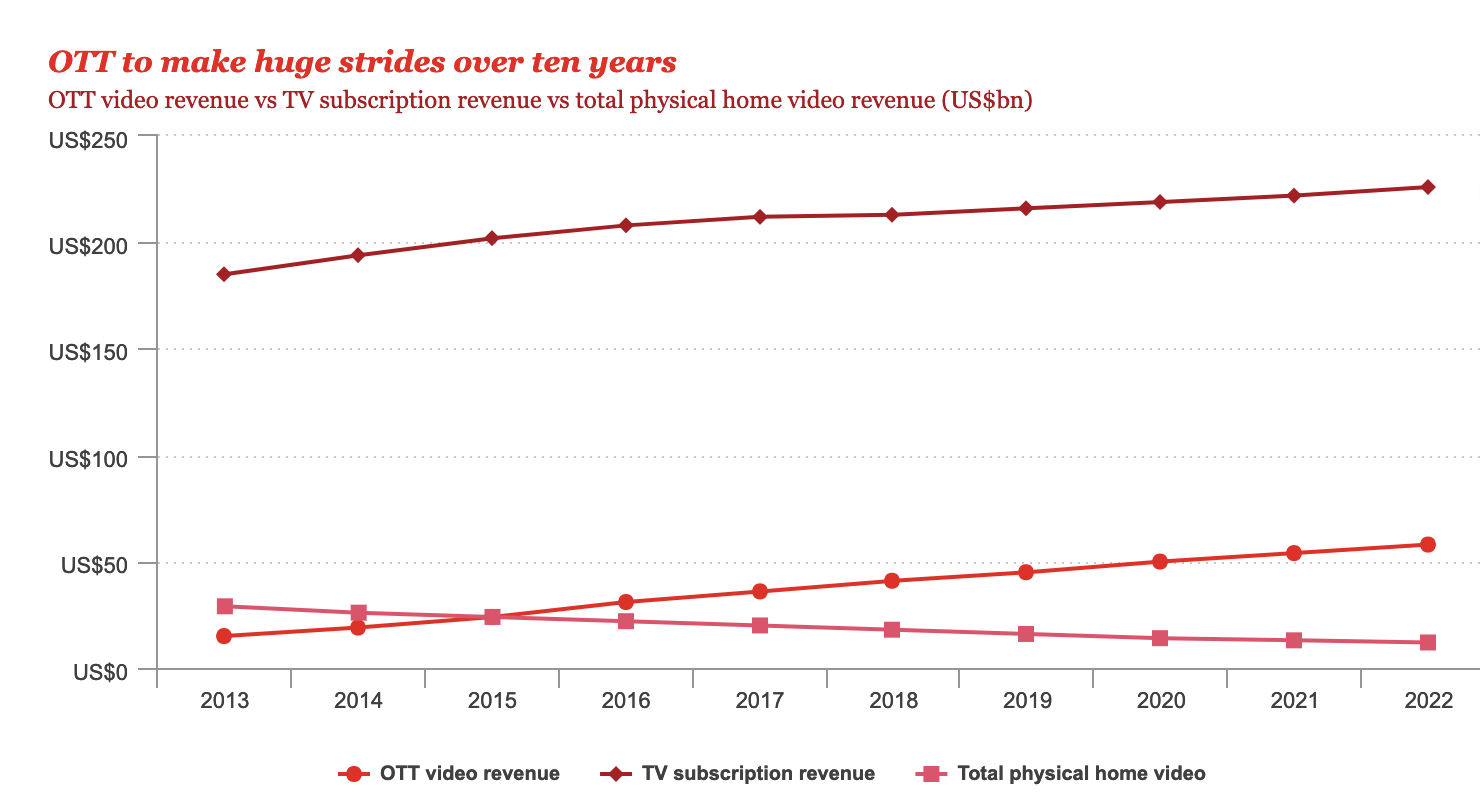 OTT to make huge strides over ten years
OTT video revenue vs TV subscription revenue vs total physical home video revenue (US$bn)
US$250
US$200
US$150
US$100
US$50
US$0
2013 2014 2015 2016 2017 2018 2019 2020 2021 2022
OTT video revenue TV subscription revenue Total physical home video